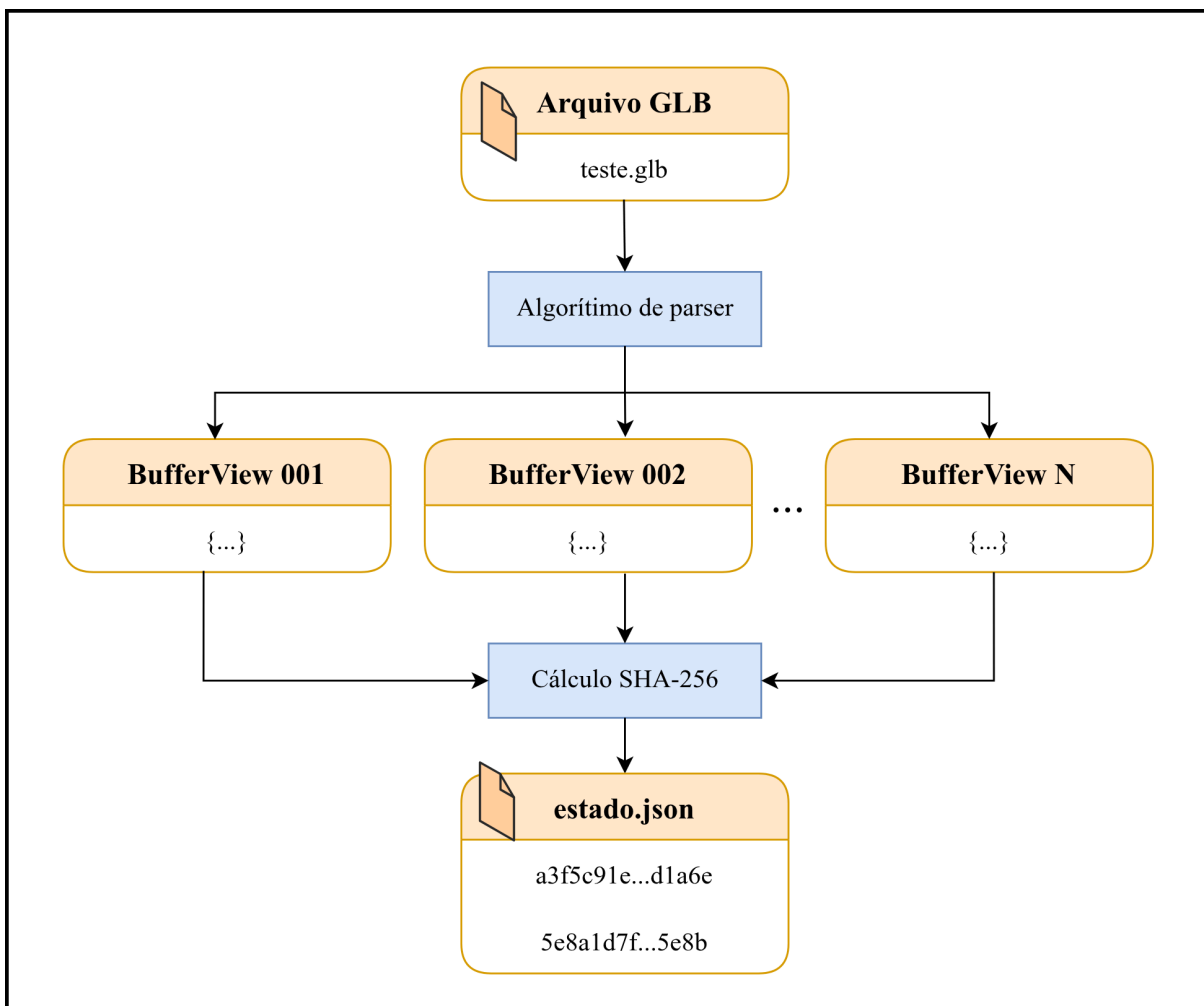 Arquivo GLB
teste.glb
Algorítimo de parser
BufferView 001
{...}
BufferView 002
{...}
...
BufferView N
{...}
Cálculo SHA-256
estado.json
a3f5c91e...d1a6e
5e8a1d7f...5e8b